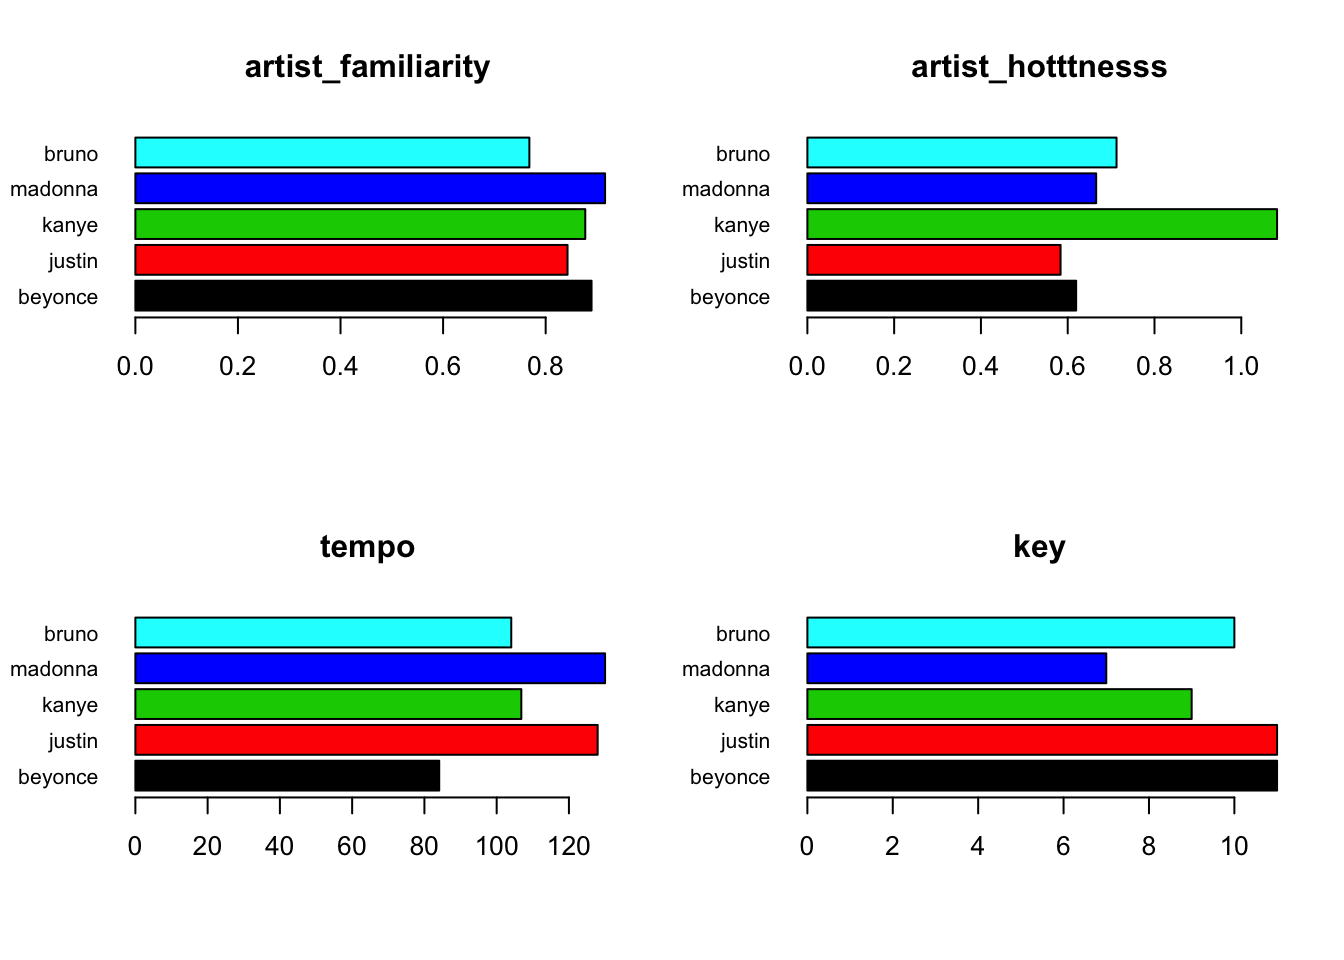 artist_familiarity
bruno
madonna
kanye
justin
beyonce
0.0 0.2 0.4 0.6 0.8
artist_hotttnesss
bruno
madonna
kanye
justin
beyonce
0.0 0.2 0.4 0.6 0.8 1.0
tempo
bruno
madonna
kanye
justin
beyonce
0 20 40 60 80 100 120
key
bruno
madonna
kanye
justin
beyonce
0 2 4 6 8 10